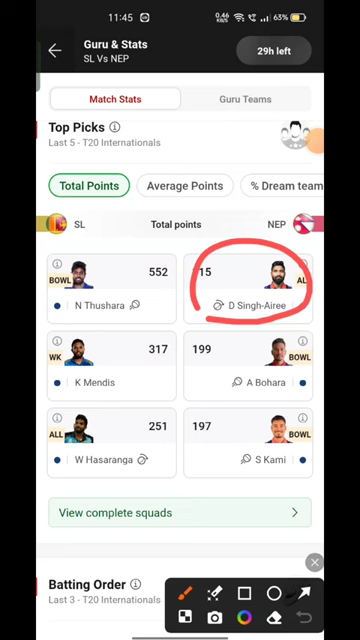 11:45
0.46
KB/S
63%
Guru & Stats
SL Vs NEP
29h left
Match Stats
Guru Teams
Top Picks
Last 5 - T20 Internationals
Total Points
Average Points
% Dream team
SL
Total points
NEP
BOWL
552
15
AL
N Thushara
D Singh-Airee
WK
317
199
BOWL
K Mendis
A Bohara
ALL
251
197
BOWL
W Hasaranga
S Kami
View complete squads
Batting Order
Last 3 - T20 Internationals